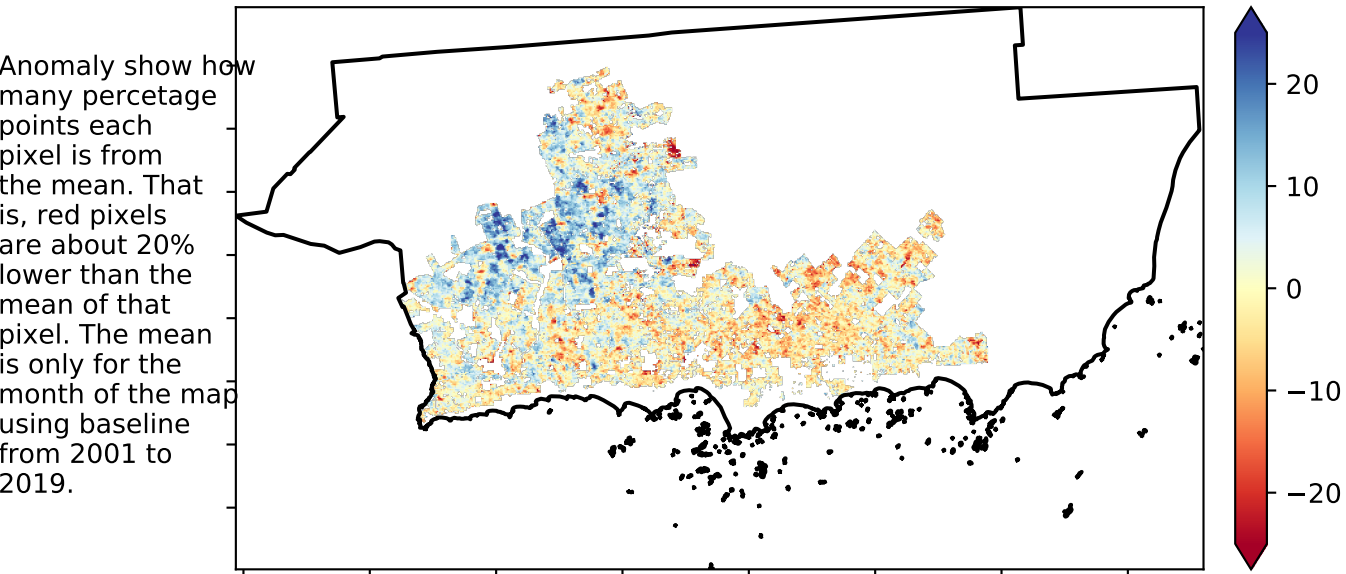 Anomaly show how
many percetage
points each
pixel is from
the mean. That
is, red pixels
are about 20%
lower than the
mean of that
pixel. The mean
is only for the
month of the map
using baseline
from 2001 to
2019.
20
10
0
−10
−20